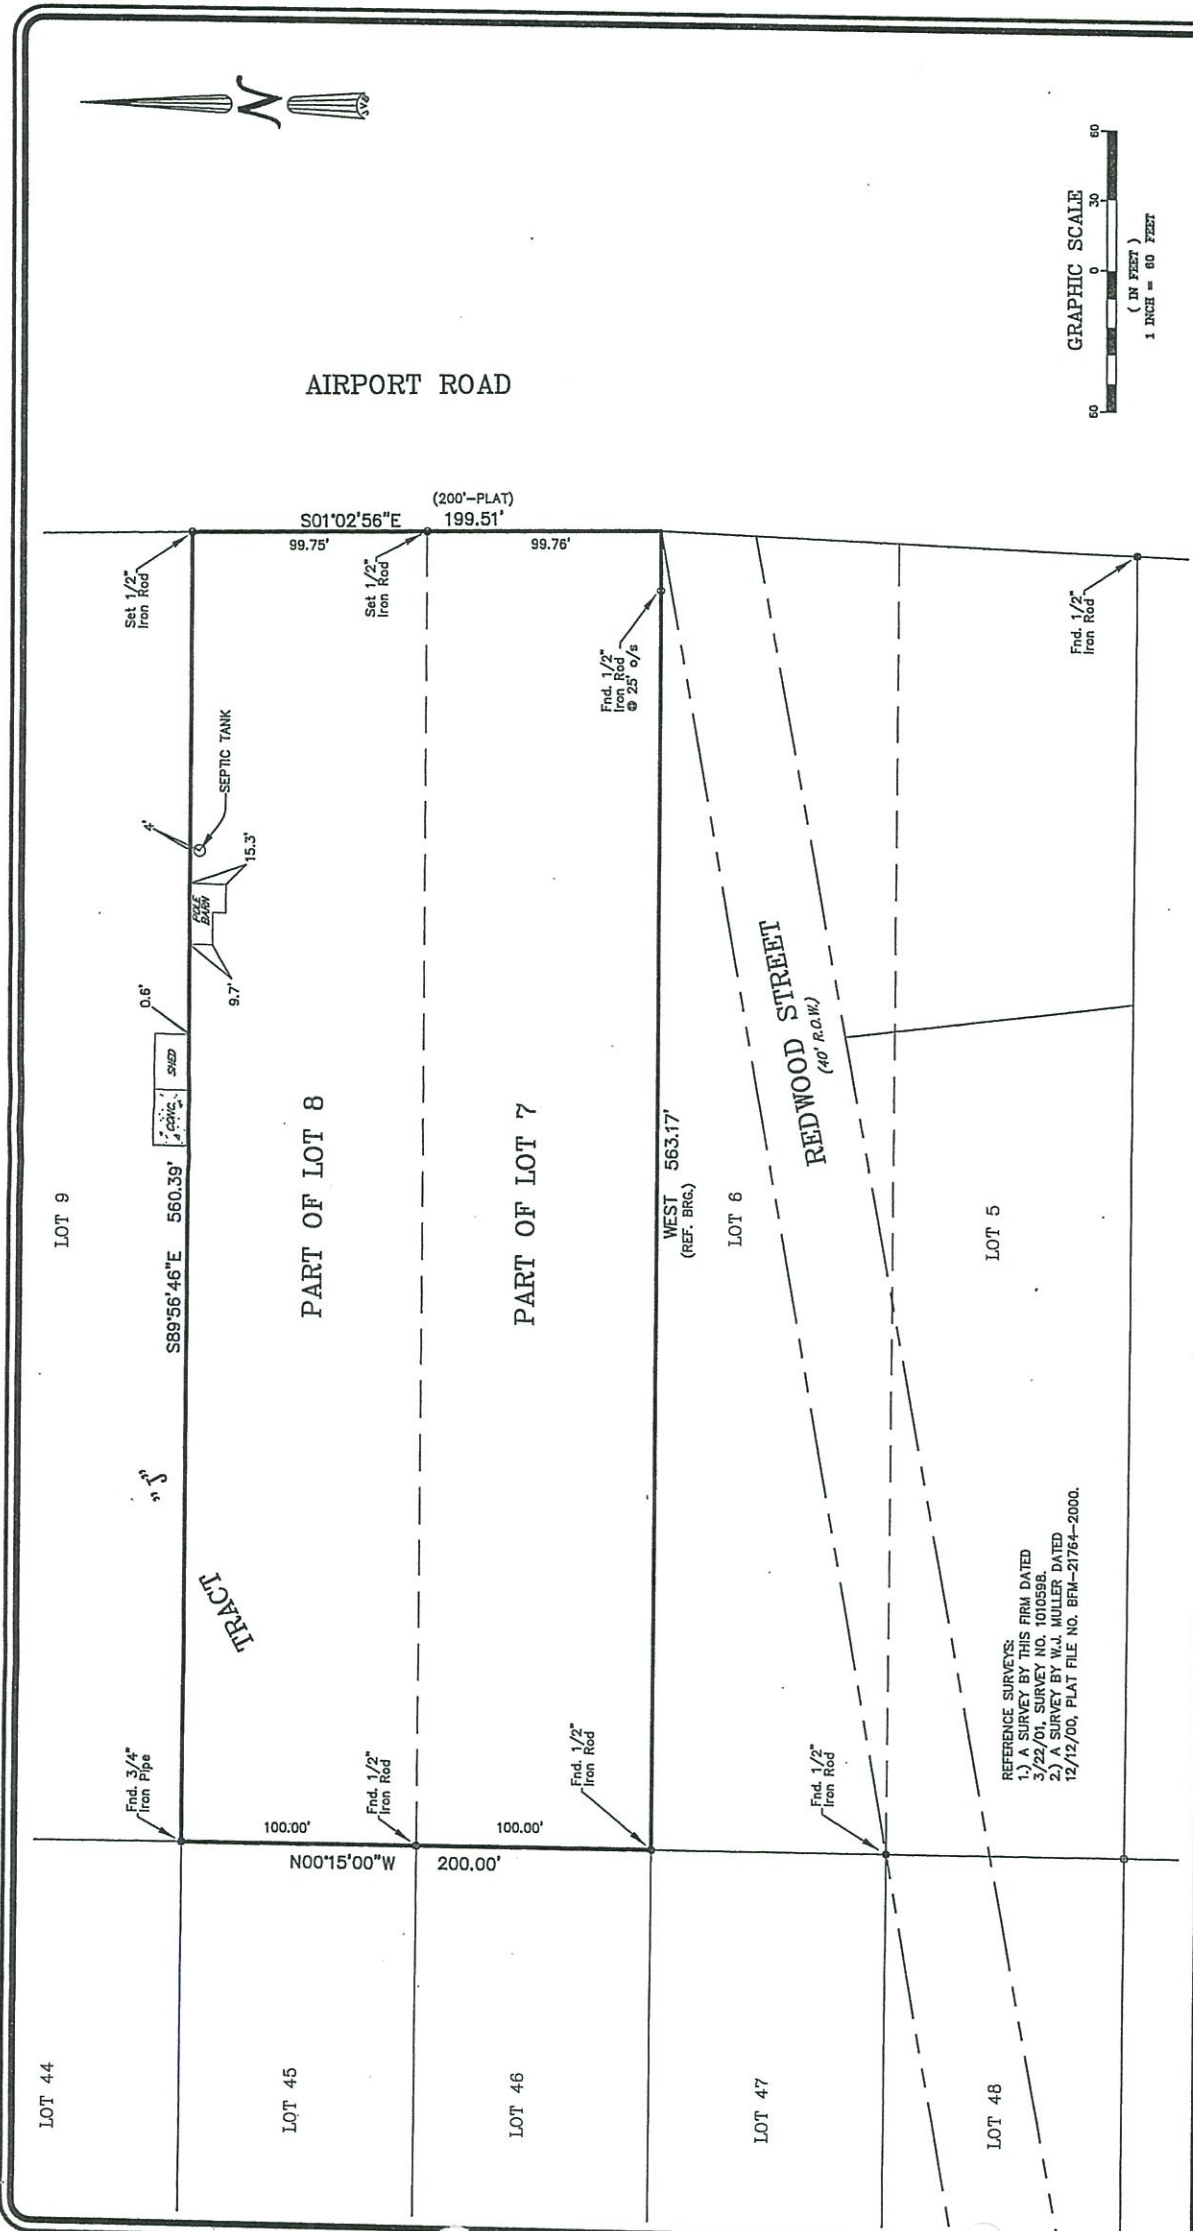 N
AIRPORT ROAD
GRAPHIC SCALE
60 30 0 60
( IN FEET )
1 INCH = 60 FEET
S01°02'56"E
(200'-PLAT)
199.51'
99.75'
99.76'
Set 1/2"
Iron Rod
Set 1/2"
Iron Rod
Fnd. 1/2"
Iron Rod
@ 25' o/s
Fnd. 1/2"
Iron Rod
4'
SEPTIC TANK
15.3'
POLE
BARN
9.7'
0.6'
SHED
CONC.
S89°56'46"E 560.39'
LOT 9
PART OF LOT 8
PART OF LOT 7
WEST 563.17'
(REF. BRG.)
LOT 6
REDWOOD STREET
(40' R.O.W.)
LOT 5
TRACT
"J"
Fnd. 3/4"
Iron Pipe
Fnd. 1/2"
Iron Rod
Fnd. 1/2"
Iron Rod
Fnd. 1/2"
Iron Rod
100.00'
100.00'
N00°15'00"W
200.00'
REFERENCE SURVEYS:
1.) A SURVEY BY THIS FIRM DATED
3/22/01, SURVEY NO. 101059B.
2.) A SURVEY BY W.J. MULLER DATED
12/12/00, PLAT FILE NO. BFM-21764-2000.
LOT 44
LOT 45
LOT 46
LOT 47
LOT 48